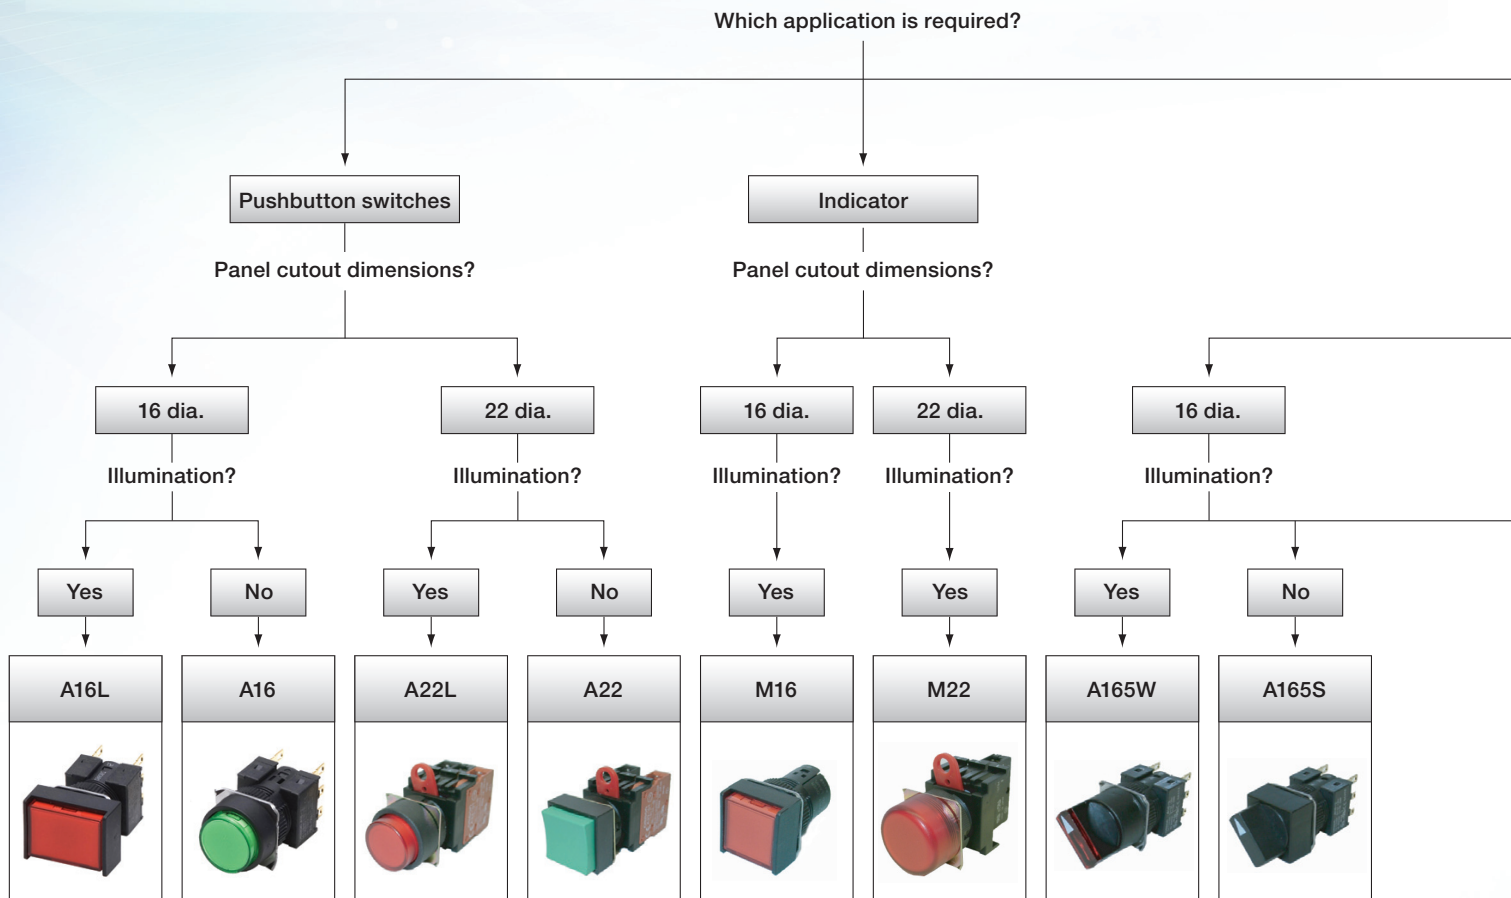 Which application is required?
Pushbutton switches
Indicator
Panel cutout dimensions?
Panel cutout dimensions?
16 dia.
22 dia.
16 dia.
22 dia.
16 dia.
Illumination?
Illumination?
Illumination?
Illumination?
Illumination?
Yes
No
Yes
No
Yes
Yes
Yes
No
A16L
A16
A22L
A22
M16
M22
A165W
A165S